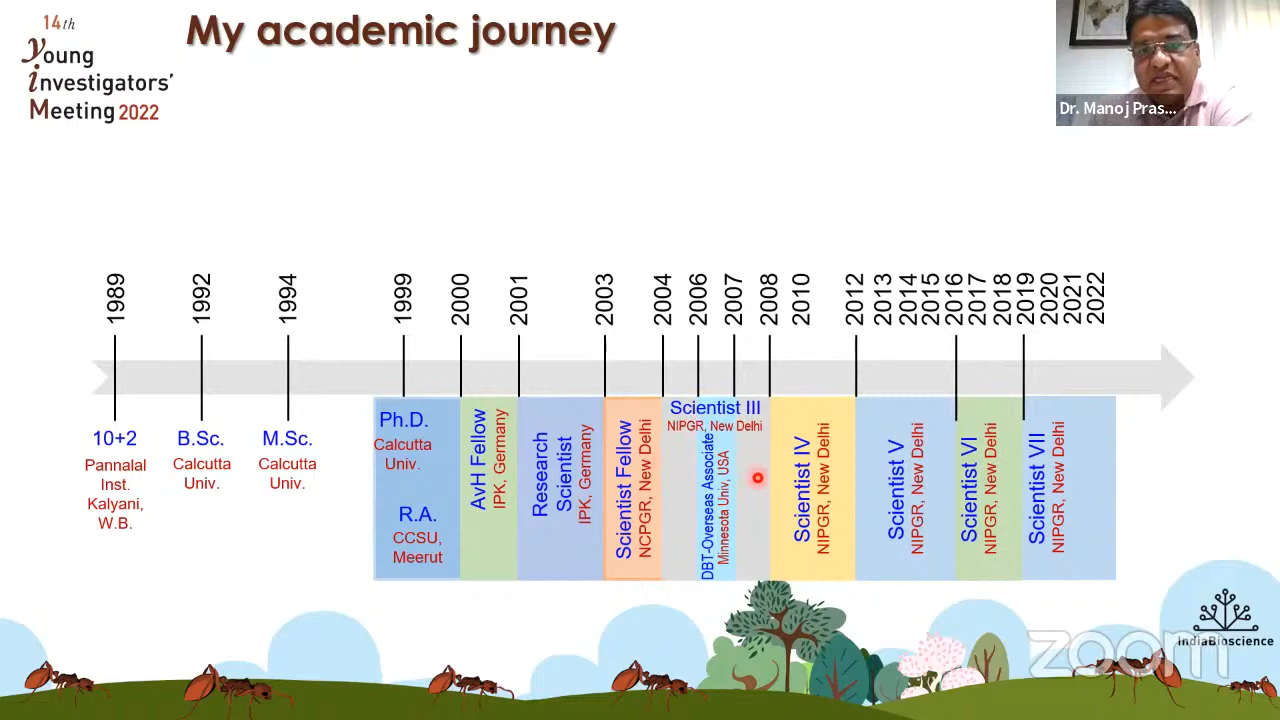 14th
Young
investigators'
Meeting 2022
My academic journey
Dr. Manoj Pras...
1989
1992
1994
1999
2000
2001
2003
2004
2006
2007
2008
2010
2012
2013
2014
2015
2016
2017
2018
2019
2020
2021
2022
10+2
Pannalal
Inst.
Kalyani,
W.B.
B.Sc.
Calcutta
Univ.
M.Sc.
Calcutta
Univ.
Ph.D.
Calcutta
Univ.
R.A.
CCSU,
Meerut
AvH Fellow
IPK, Germany
Research
Scientist
IPK, Germany
Scientist Fellow
NCPGR, New Delhi
Scientist III
NIPGR, New Delhi
DBT-Overseas Associate
Minnesota Univ, USA
Scientist IV
NIPGR, New Delhi
Scientist V
NIPGR, New Delhi
Scientist VI
NIPGR, New Delhi
Scientist VII
NIPGR, New Delhi
IndiaBioscience
zoom